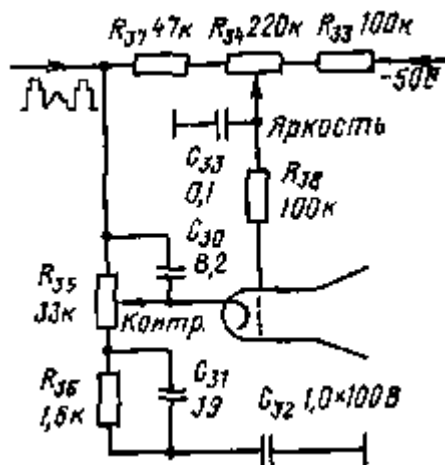 R37 47к R34 220к R33 100к
-50В
Яркость
C33
0,1
R38
100к
C30
8,2
R35
33к
Контр.
R36
1,6к
C31
39
C32 1,0×100В